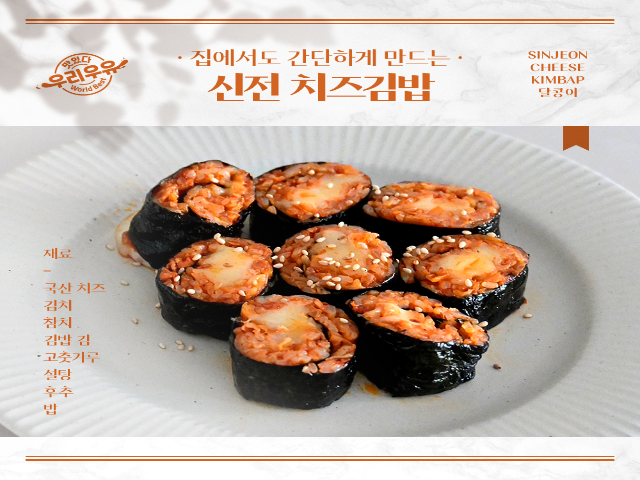 맛있다
우리우유
World Best
· 집에서도 간단하게 만드는 ·
신전 치즈김밥
SINJEON
CHEESE
KIMBAP
달콩이
재료
–
국산 치즈
김치
참치
김밥 김
고춧가루
설탕
후추
밥